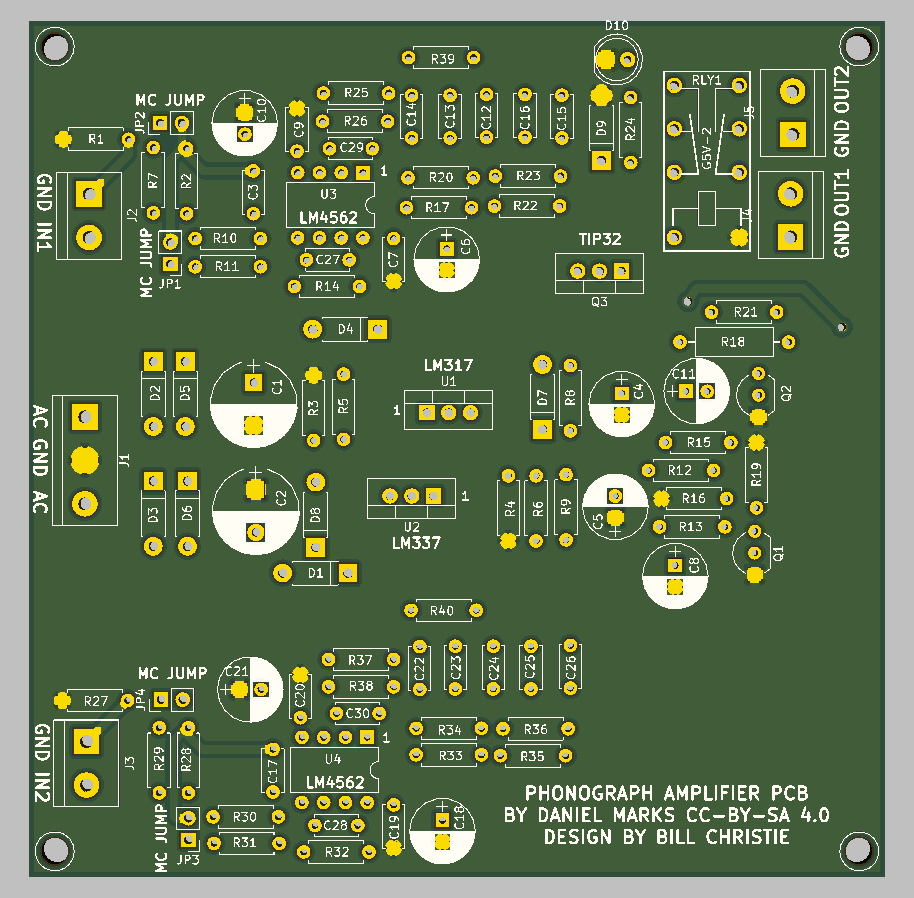 D10
R39
RLY1
G5V-2
J5
GND OUT2
MC JUMP
JP2
C10
C9
R25
R26
C29
C14
C13
C12
C16
C15
D9
R24
R1
R7
R2
C3
U3
LM4562
1
R20
R17
R23
R22
J4
GND OUT1
GND IN1
J2
MC JUMP
JP1
R10
R11
C27
R14
C7
C6
TIP32
Q3
D4
R21
R18
D2
D5
C1
R3
R5
LM317
U1
1
D7
R8
C4
C11
Q2
AC GND AC
J1
R15
R12
R16
R13
R19
D3
D6
C2
D8
D1
1
U2
LM337
R4
R6
R9
C5
C8
Q1
R40
MC JUMP
JP4
C21
C20
R37
R38
C30
C22
C23
C24
C25
C26
R27
GND IN2
J3
R29
R28
C17
U4
LM4562
1
R34
R33
R36
R35
MC JUMP
JP3
R30
R31
C28
R32
C19
C18
PHONOGRAPH AMPLIFIER PCB
BY DANIEL MARKS CC-BY-SA 4.0
DESIGN BY BILL CHRISTIE